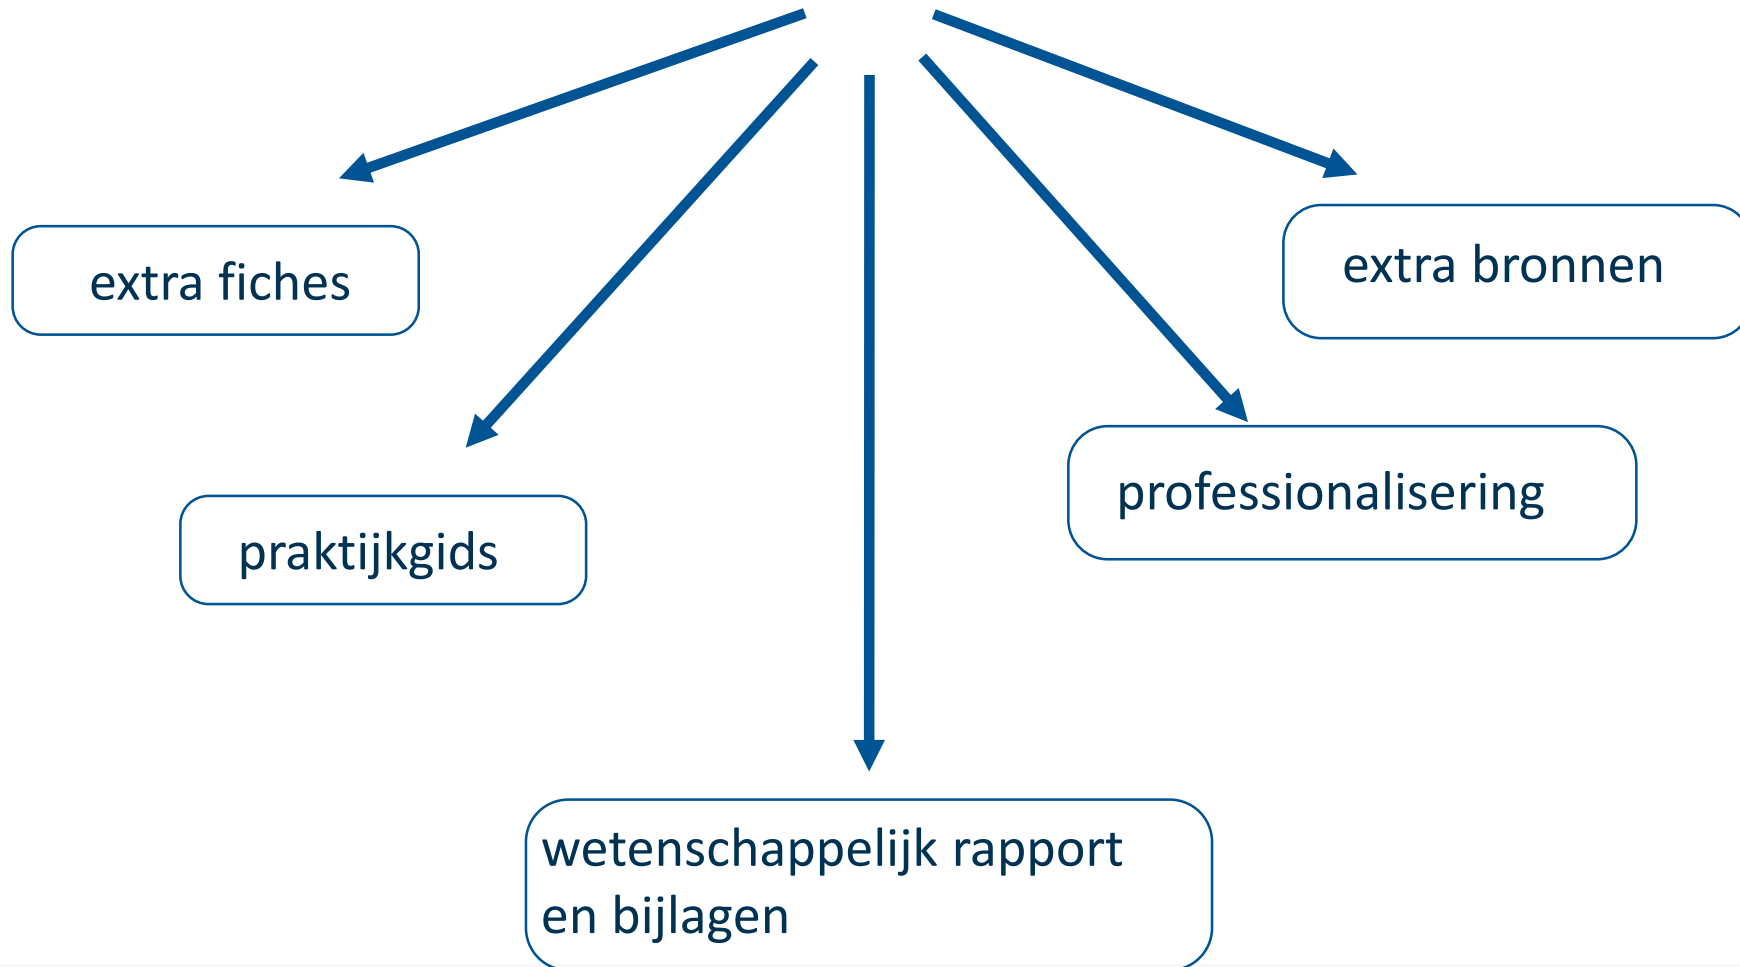 extra fiches
extra bronnen
praktijkgids
professionalisering
wetenschappelijk rapport
en bijlagen